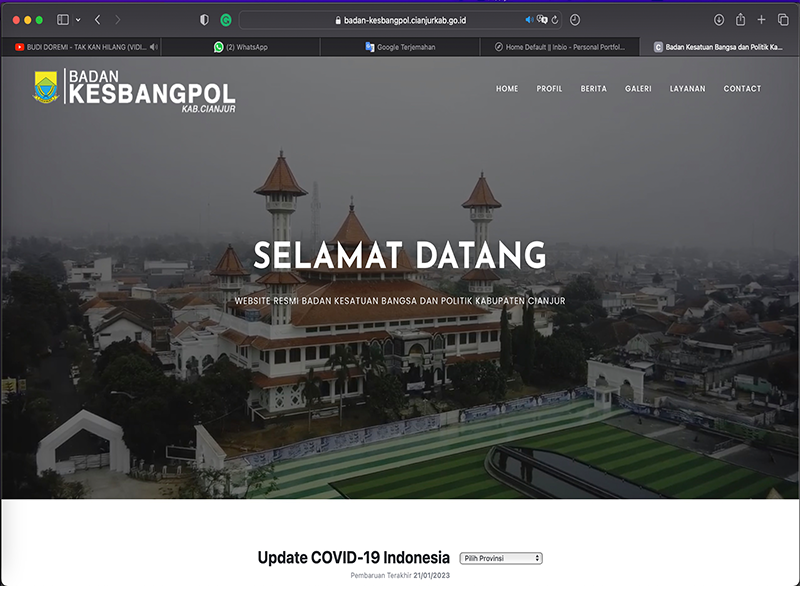 badan-kesbangpol.cianjurkab.go.id
BUDI DOREMI - TAK KAN HILANG (VIDI...
(2) WhatsApp
Google Terjemahan
Home Default || Inbio - Personal Portfol...
C Badan Kesatuan Bangsa dan Politik Ka...
BADAN
KESBANGPOL
KAB.CIANJUR
HOME PROFIL BERITA GALERI LAYANAN CONTACT
SELAMAT DATANG
WEBSITE RESMI BADAN KESATUAN BANGSA DAN POLITIK KABUPATEN CIANJUR
Update COVID-19 Indonesia
Pilih Provinsi
Pembaruan Terakhir 21/01/2023